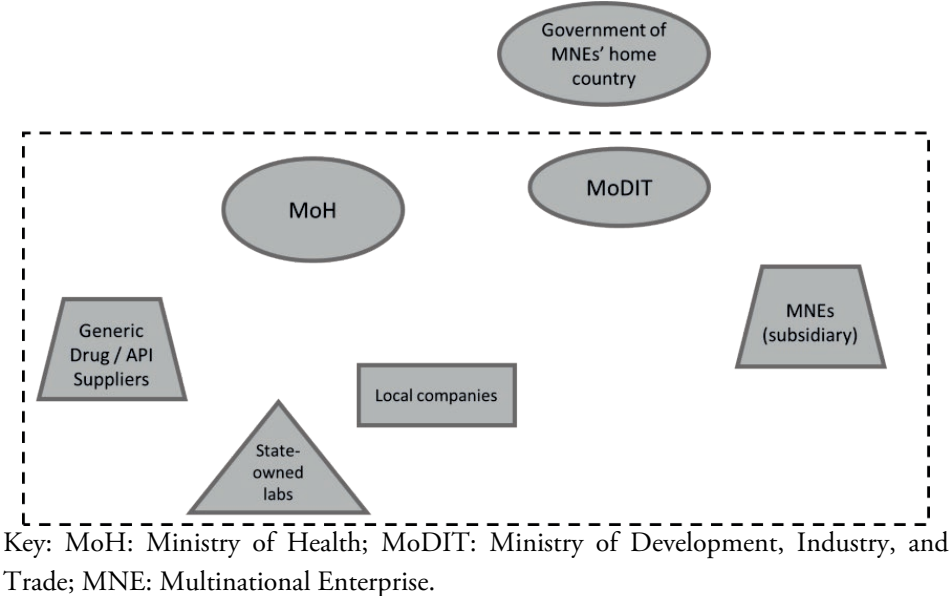 Government of
MNEs' home
country
MoH
MoDIT
Generic
Drug / API
Suppliers
MNEs
(subsidiary)
Local companies
State-
owned
labs
Key: MoH: Ministry of Health; MoDIT: Ministry of Development, Industry, and
Trade; MNE: Multinational Enterprise.